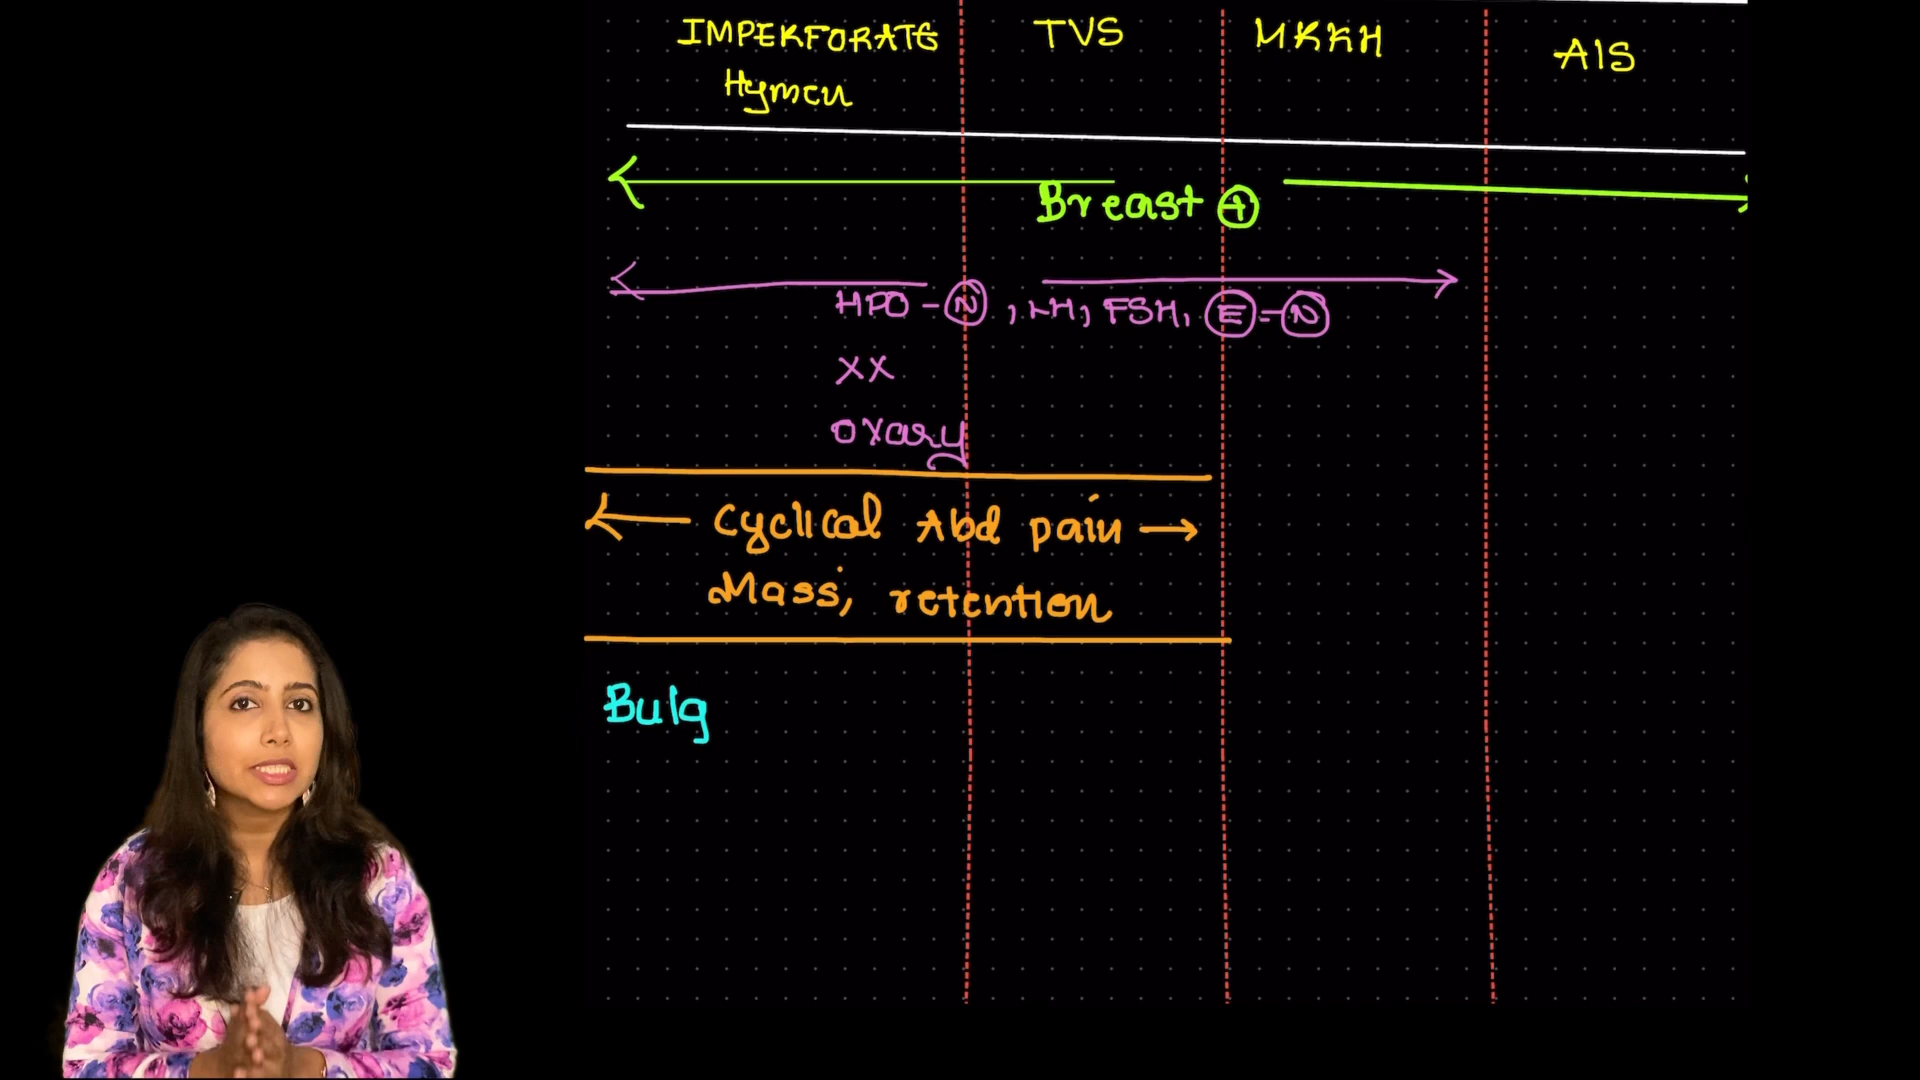 IMPERFORATE TVS MRKH AIS
Hymen
Breast +
HPO - N , LH, FSH, E = N
XX
ovary
Cyclical Abd pain
Mass, retention
Bulg